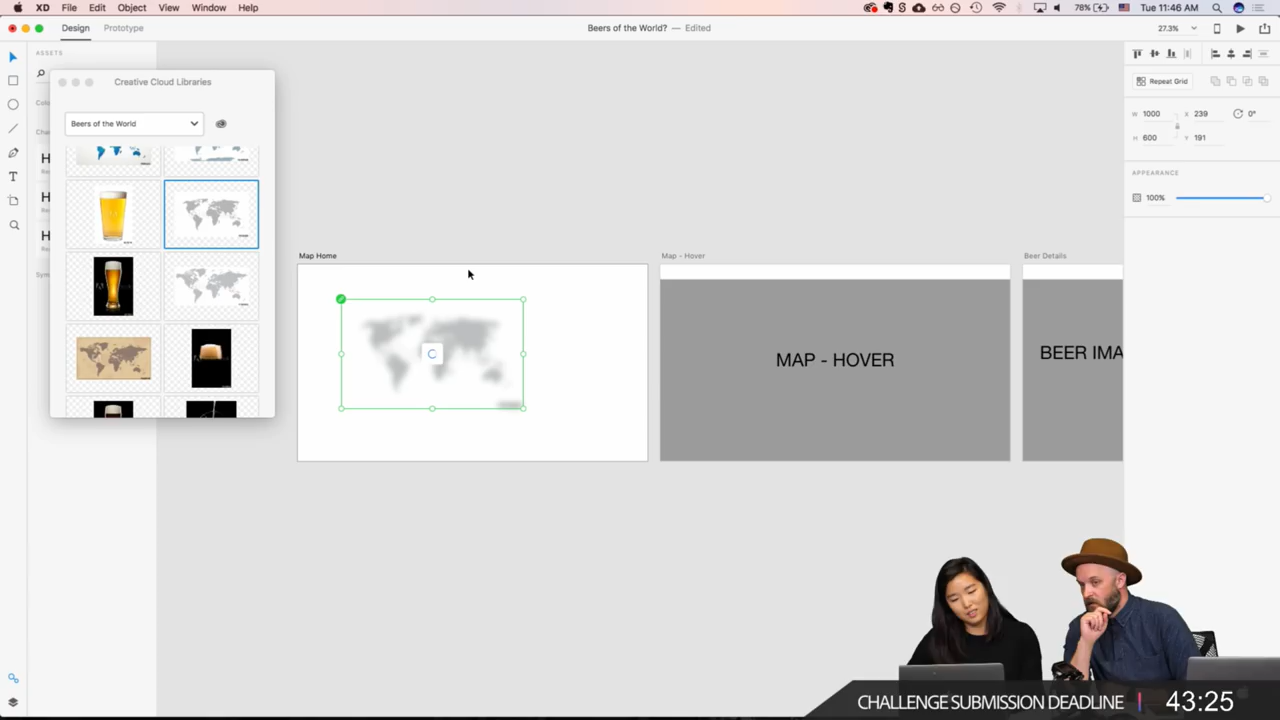 XD File Edit Object View Window Help
78% Tue 11:46 AM
Design Prototype
Beers of the World? — Edited
27.3%
ASSETS
Creative Cloud Libraries
Beers of the World
Repeat Grid
W 1000 X 239 0°
H 600 Y 191
APPEARANCE
100%
Map Home
Map - Hover
Beer Details
MAP - HOVER
BEER IMA
CHALLENGE SUBMISSION DEADLINE | 43:25